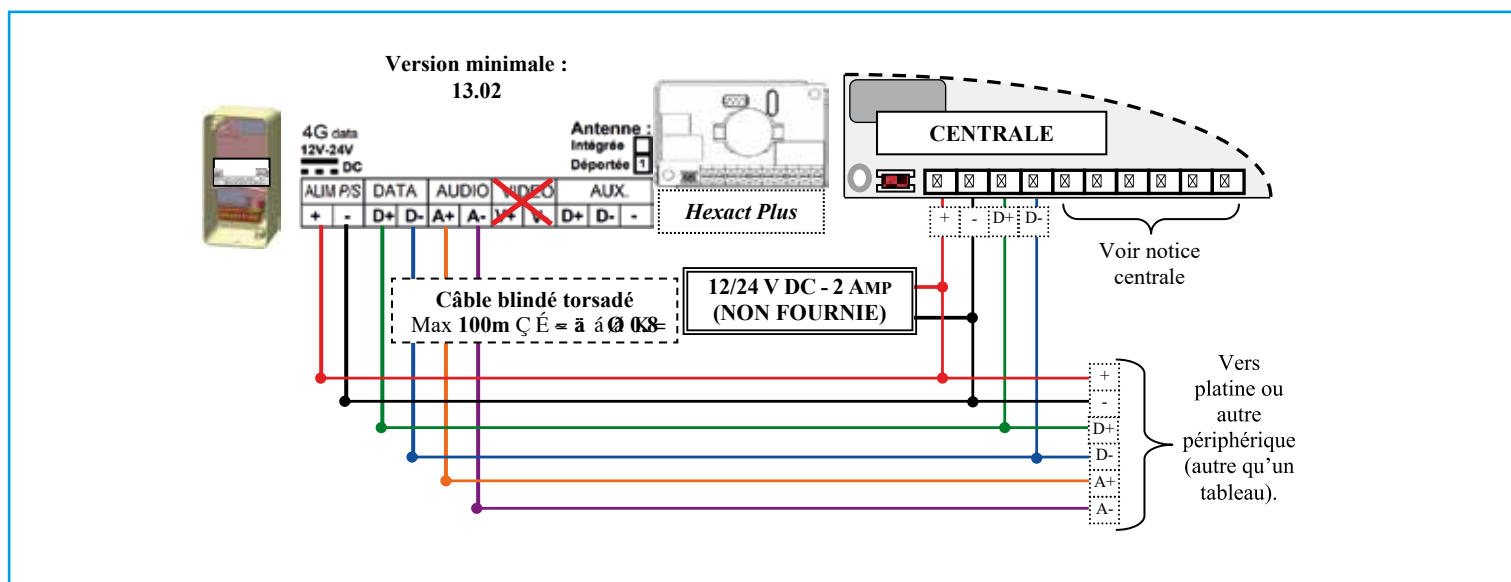 Version minimale :
13.02
4G data
12V-24V
DC
Antenne :
Intégrée
Déportée 1
ALIM P/S DATA AUDIO VIDEO AUX.
+ - D+ D- A+ A- V+ V- D+ D- -
Hexact Plus
CENTRALE
+ - D+ D-
Voir notice
centrale
Câble blindé torsadé
Max 100m
12/24 V DC - 2 AMP
(NON FOURNIE)
+
-
D+
D-
A+
A-
Vers
platine ou
autre
périphérique
(autre qu'un
tableau).